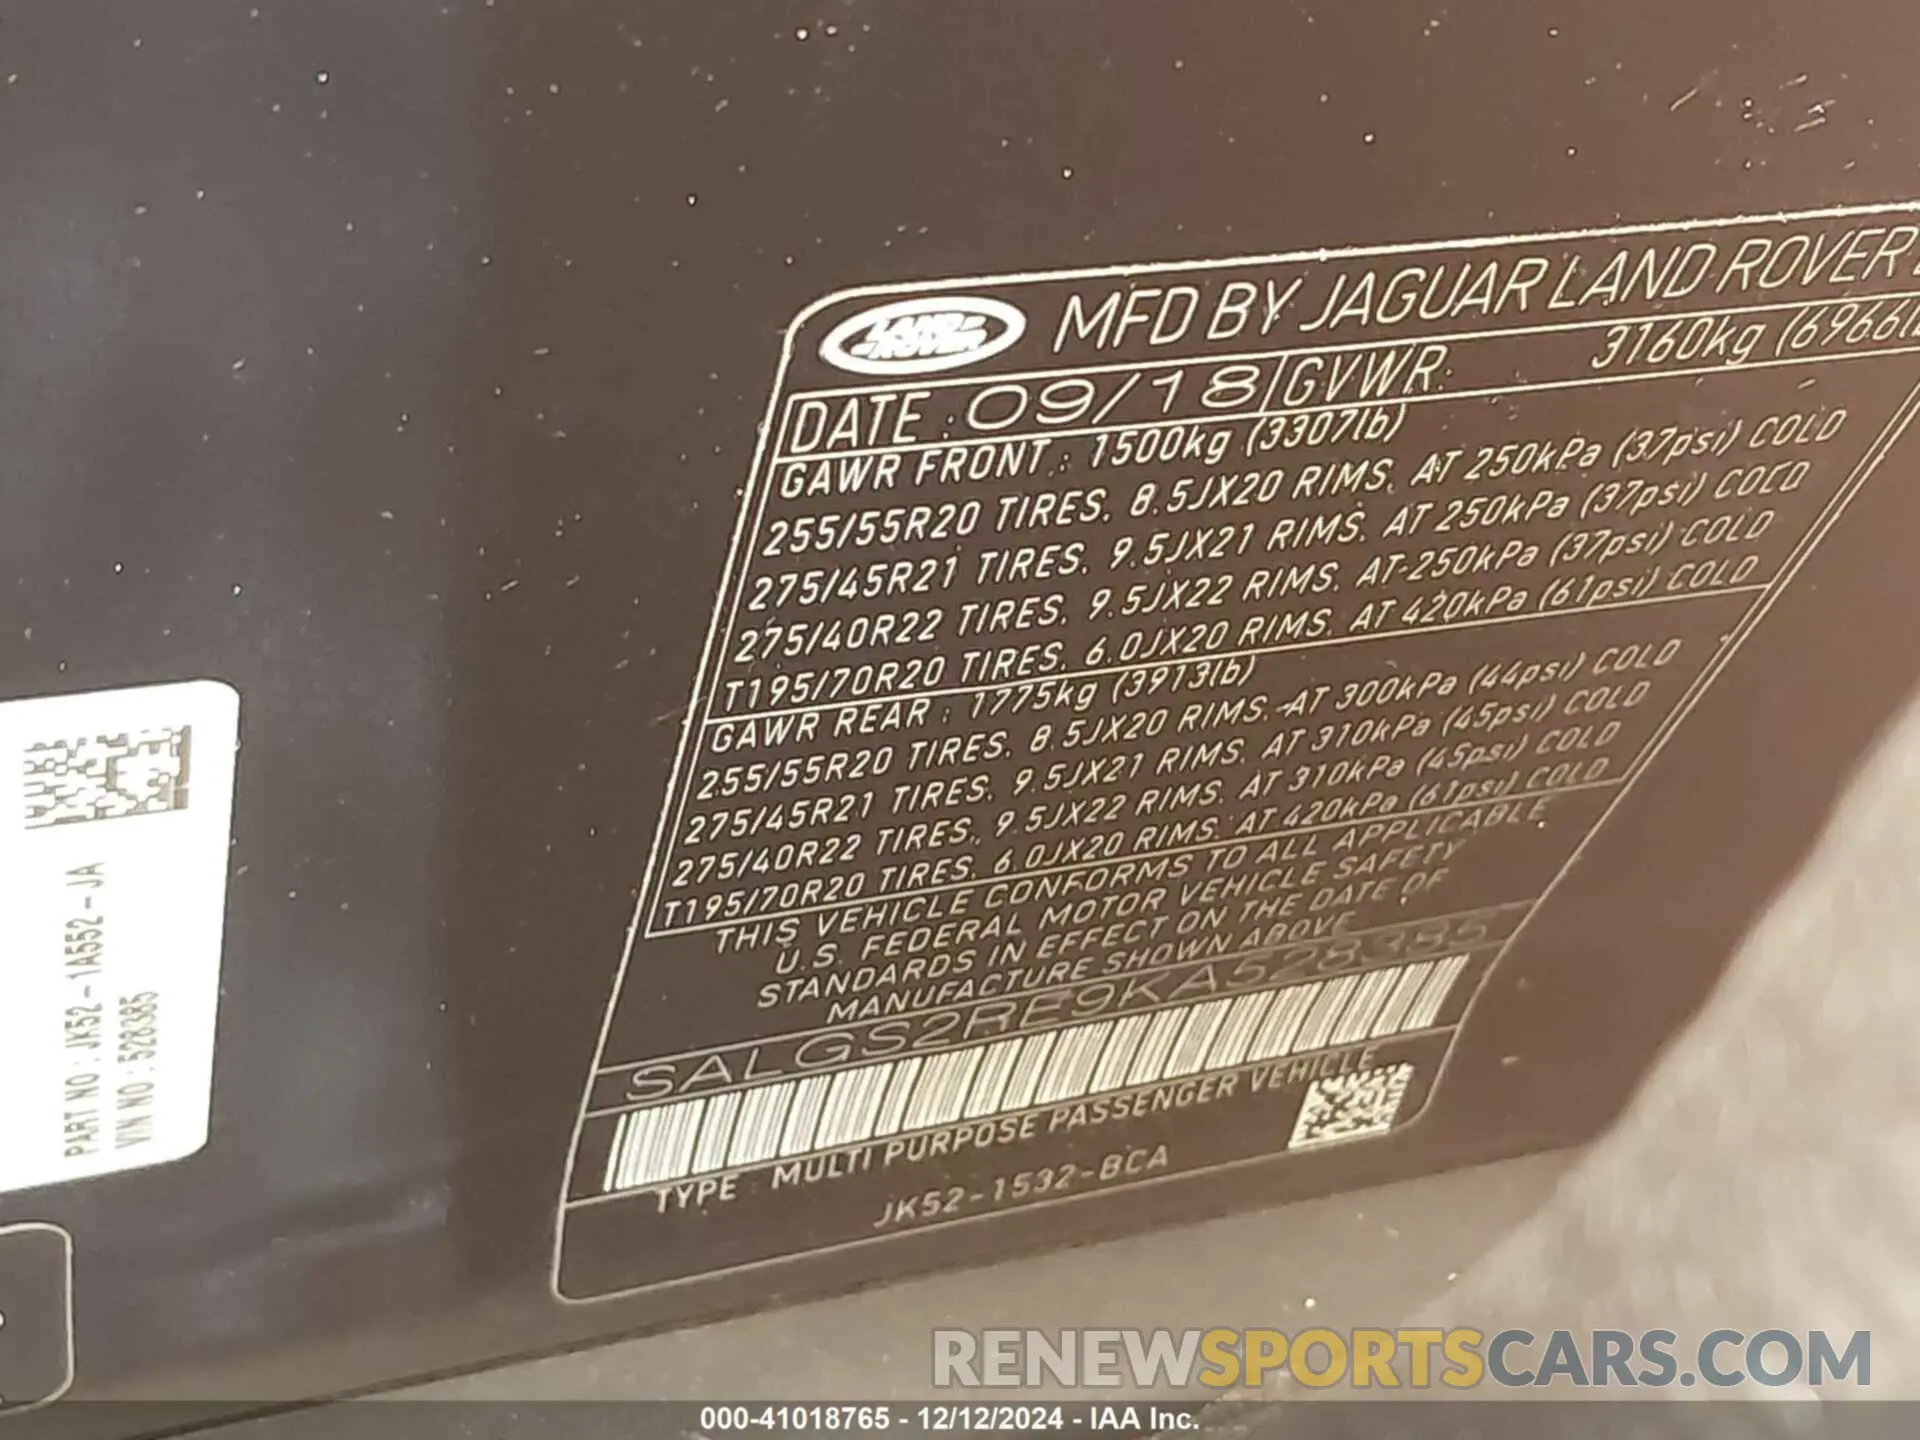 LAND ROVER
MFD BY JAGUAR LAND ROVER
DATE : 09/18 GVWR: 3160kg (6966lb
GAWR FRONT : 1500kg (3307lb)
255/55R20 TIRES, 8.5JX20 RIMS, AT 250kPa (37psi) COLD
275/45R21 TIRES, 9.5JX21 RIMS, AT 250kPa (37psi) COLD
275/40R22 TIRES, 9.5JX22 RIMS, AT 250kPa (37psi) COLD
T195/70R20 TIRES, 6.0JX20 RIMS, AT 420kPa (61psi) COLD
GAWR REAR : 1775kg (3913lb)
255/55R20 TIRES, 8.5JX20 RIMS, AT 300kPa (44psi) COLD
275/45R21 TIRES, 9.5JX21 RIMS, AT 310kPa (45psi) COLD
275/40R22 TIRES, 9.5JX22 RIMS, AT 310kPa (45psi) COLD
T195/70R20 TIRES, 6.0JX20 RIMS, AT 420kPa (61psi) COLD
THIS VEHICLE CONFORMS TO ALL APPLICABLE
U.S. FEDERAL MOTOR VEHICLE SAFETY
STANDARDS IN EFFECT ON THE DATE OF
MANUFACTURE SHOWN ABOVE
SALGS2RE9KA528385
TYPE : MULTI PURPOSE PASSENGER VEHICLE
JK52-1532-BCA
PART NO : JK52-1A552-JA
VIN NO : 528385
RENEWSPORTSCARS.COM
000-41018765 - 12/12/2024 - IAA Inc.